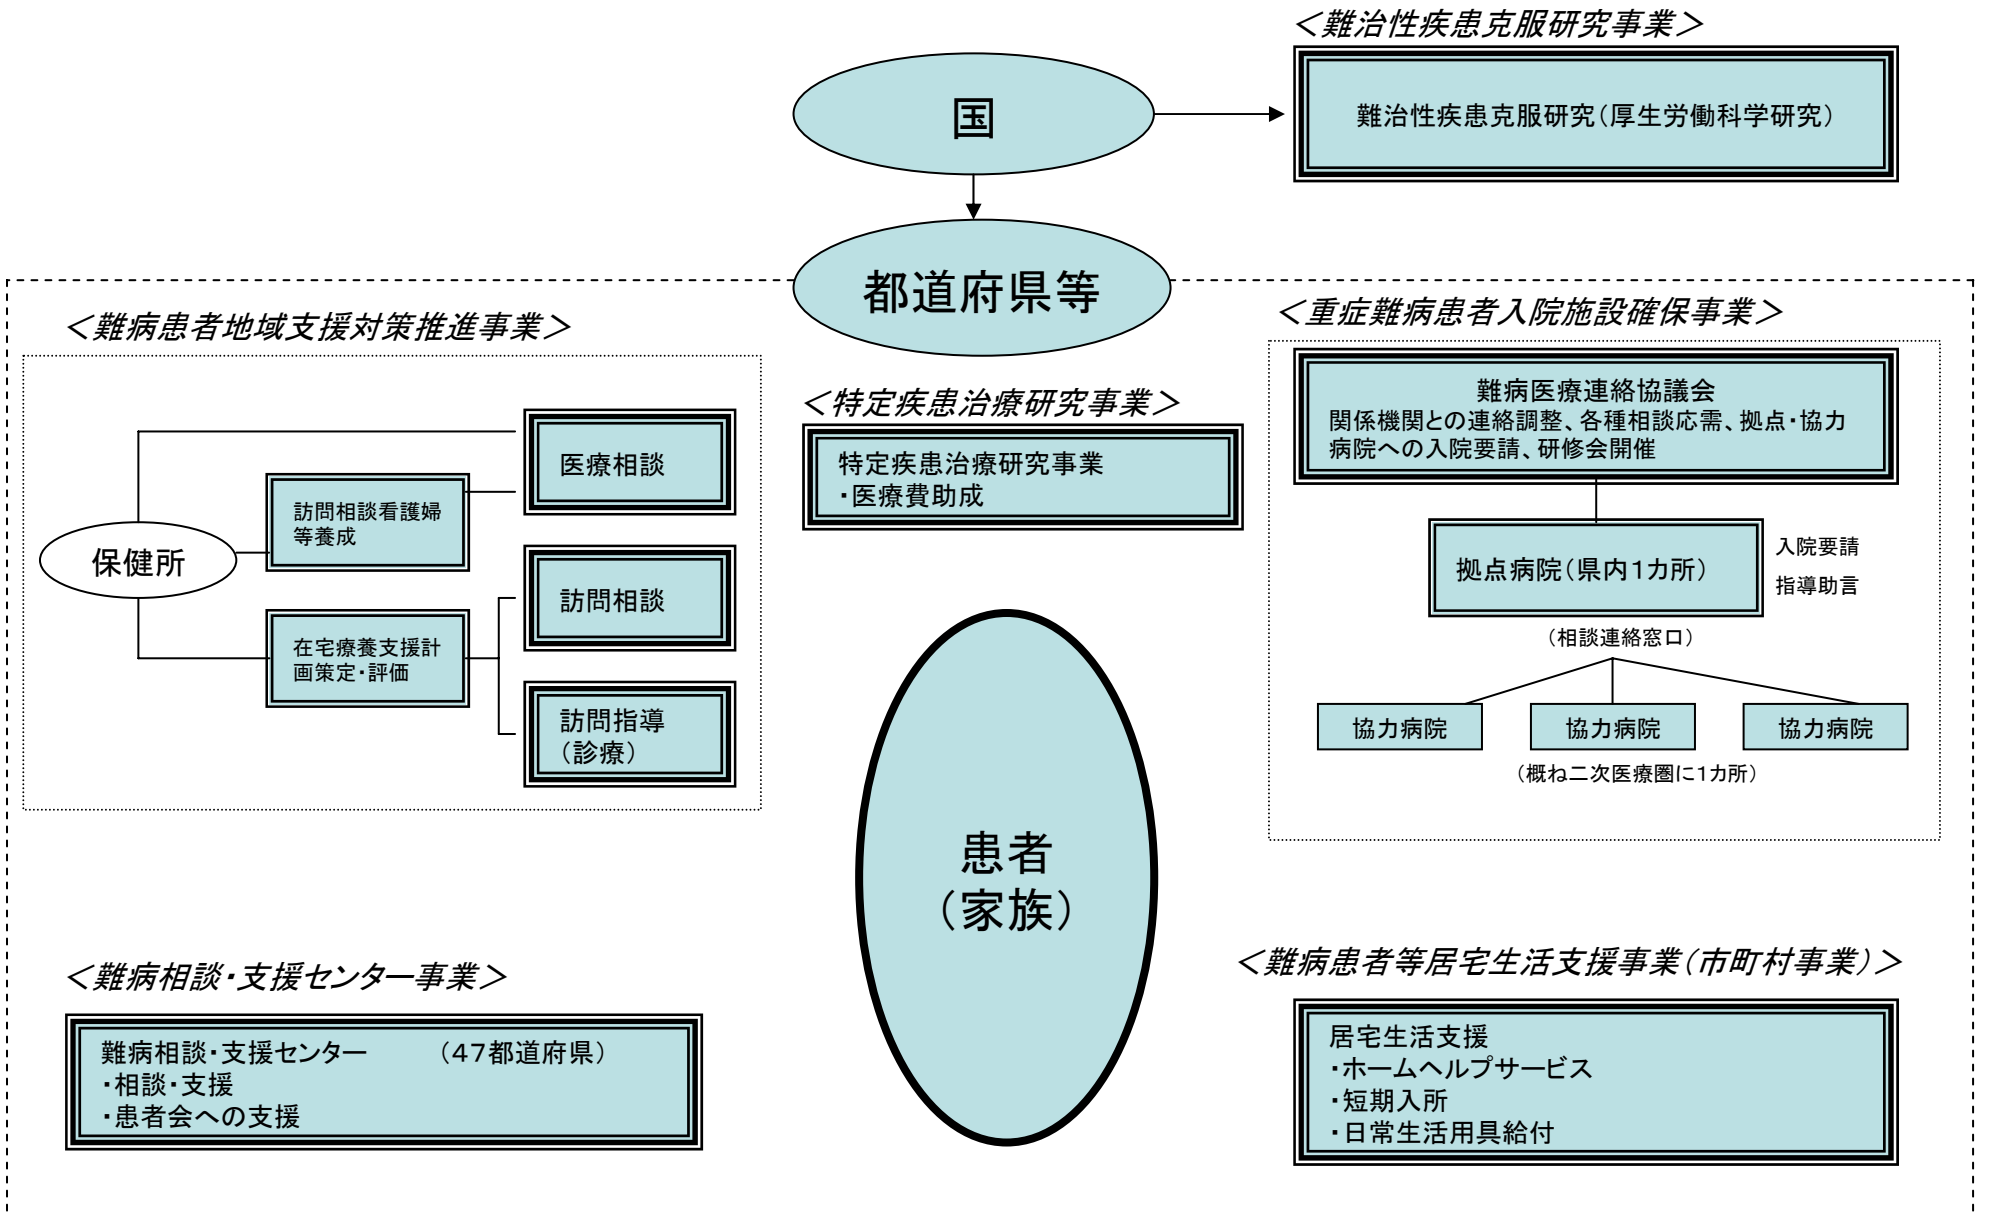 ＜難治性疾患克服研究事業＞
国
難治性疾患克服研究（厚生労働科学研究）
都道府県等
＜難病患者地域支援対策推進事業＞
医療相談
訪問相談看護婦
等養成
保健所
訪問相談
在宅療養支援計
画策定・評価
訪問指導
（診療）
＜特定疾患治療研究事業＞
特定疾患治療研究事業
・医療費助成
＜重症難病患者入院施設確保事業＞
難病医療連絡協議会
関係機関との連絡調整、各種相談応需、拠点・協力
病院への入院要請、研修会開催
拠点病院（県内１カ所）
入院要請
指導助言
（相談連絡窓口）
協力病院
協力病院
協力病院
（概ね二次医療圏に１カ所）
患者
（家族）
＜難病相談・支援センター事業＞
難病相談・支援センター　　（４７都道府県）
・相談・支援
・患者会への支援
＜難病患者等居宅生活支援事業（市町村事業）＞
居宅生活支援
・ホームヘルプサービス
・短期入所
・日常生活用具給付